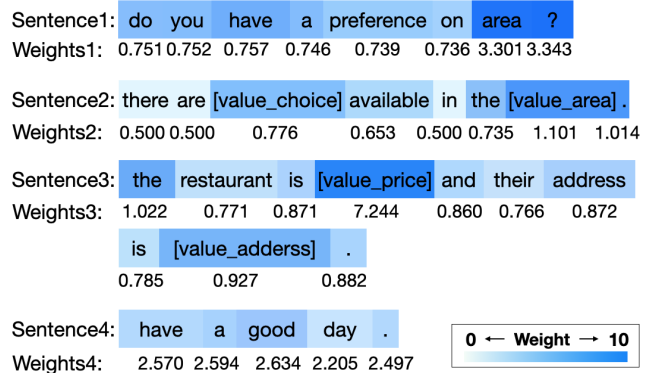 Sentence1: do you have a preference on area ?
Weights1: 0.751 0.752 0.757 0.746 0.739 0.736 3.301 3.343
Sentence2: there are [value_choice] available in the [value_area] .
Weights2: 0.500 0.500 0.776 0.653 0.500 0.735 1.101 1.014
Sentence3: the restaurant is [value_price] and their address
Weights3: 1.022 0.771 0.871 7.244 0.860 0.766 0.872
is [value_adderss] .
0.785 0.927 0.882
Sentence4: have a good day .
Weights4: 2.570 2.594 2.634 2.205 2.497
0 ← Weight → 10